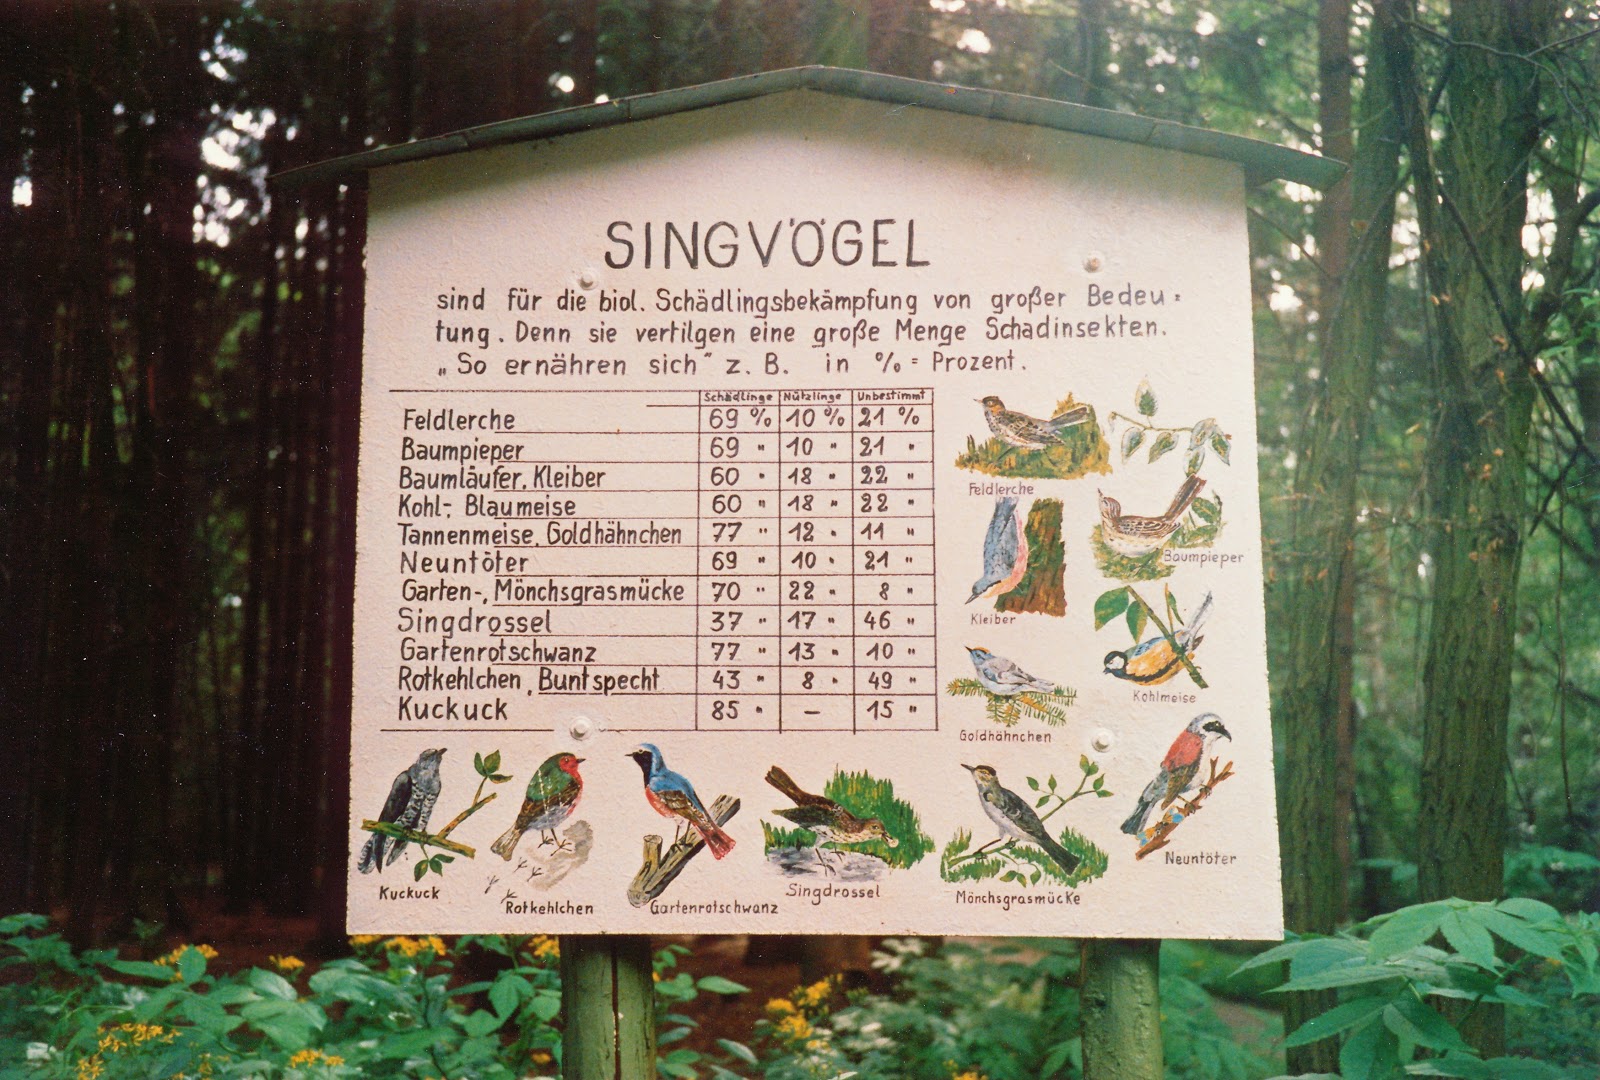 SINGVÖGEL
sind für die biol. Schädlingsbekämpfung von großer Bedeu=
tung. Denn sie vertilgen eine große Menge Schadinsekten.
„So ernähren sich" z. B. in % = Prozent.
Schädlinge Nützlinge Unbestimmt
Feldlerche 69 % 10 % 21 %
Baumpieper 69 " 10 " 21 "
Baumläufer, Kleiber 60 " 18 " 22 "
Kohl-, Blaumeise 60 " 18 " 22 "
Tannenmeise, Goldhähnchen 77 " 12 " 11 "
Neuntöter 69 " 10 " 21 "
Garten-, Mönchsgrasmücke 70 " 22 " 8 "
Singdrossel 37 " 17 " 46 "
Gartenrotschwanz 77 " 13 " 10 "
Rotkehlchen, Buntspecht 43 " 8 " 49 "
Kuckuck 85 " – 15 "
Feldlerche
Baumpieper
Kleiber
Kohlmeise
Goldhähnchen
Neuntöter
Kuckuck
Rotkehlchen
Gartenrotschwanz
Singdrossel
Mönchsgrasmücke